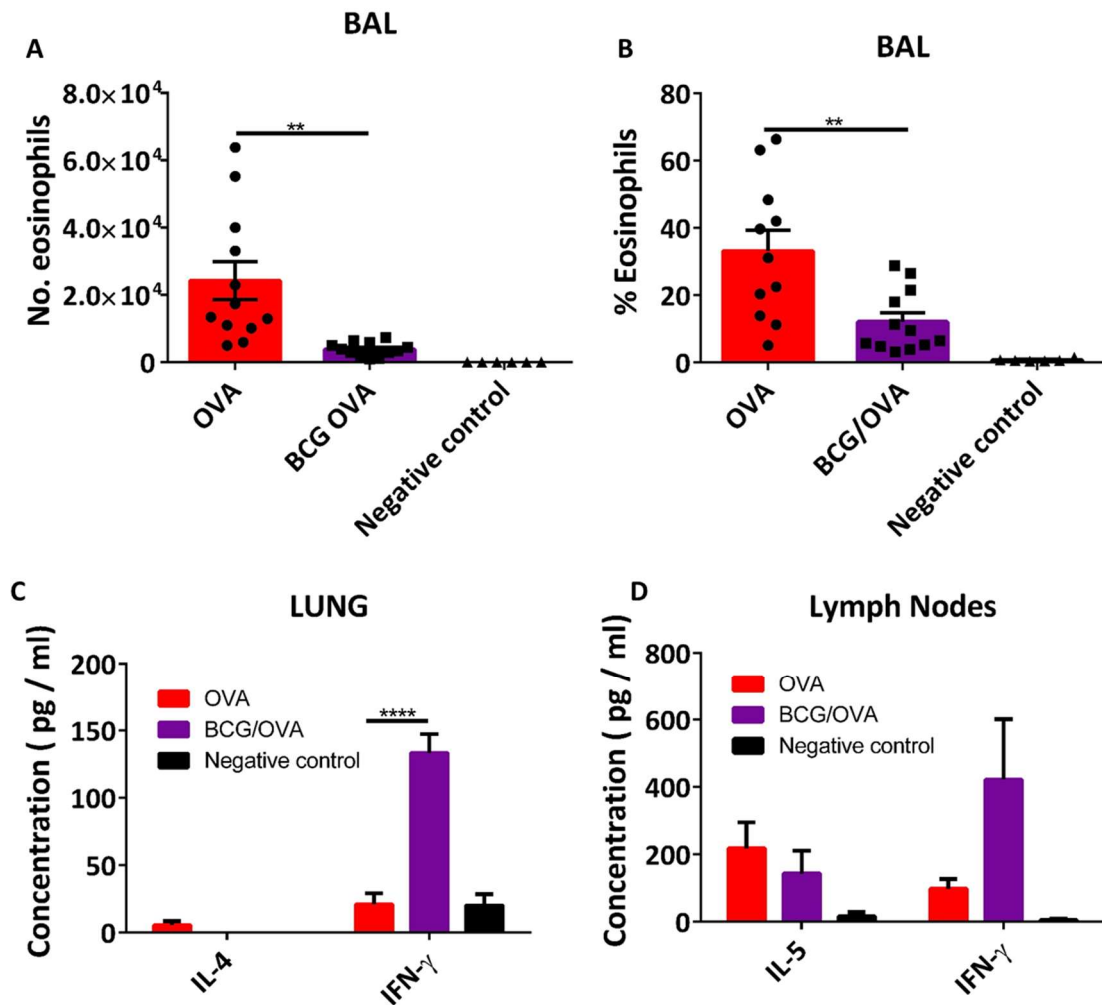 A
BAL
No. eosinophils
8.0×10⁴
6.0×10⁴
4.0×10⁴
2.0×10⁴
0
**
OVA
BCG OVA
Negative control
B
BAL
% Eosinophils
80
60
40
20
0
**
OVA
BCG/OVA
Negative control
C
LUNG
Concentration ( pg / ml)
200
150
100
50
0
OVA
BCG/OVA
Negative control
****
IL-4
IFN-γ
D
Lymph Nodes
Concentration ( pg / ml)
800
600
400
200
0
OVA
BCG/OVA
Negative control
IL-5
IFN-γ